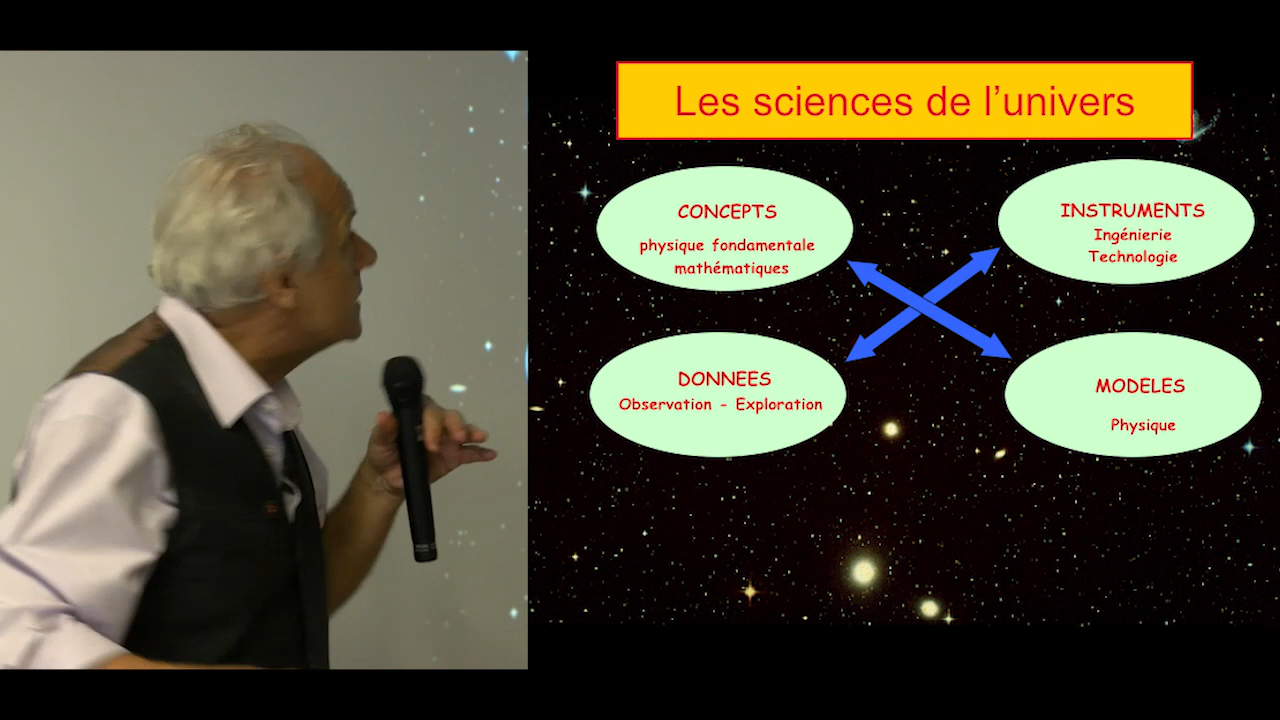 Les sciences de l’univers
CONCEPTS
physique fondamentale
mathématiques
INSTRUMENTS
Ingénierie
Technologie
DONNEES
Observation - Exploration
MODELES
Physique